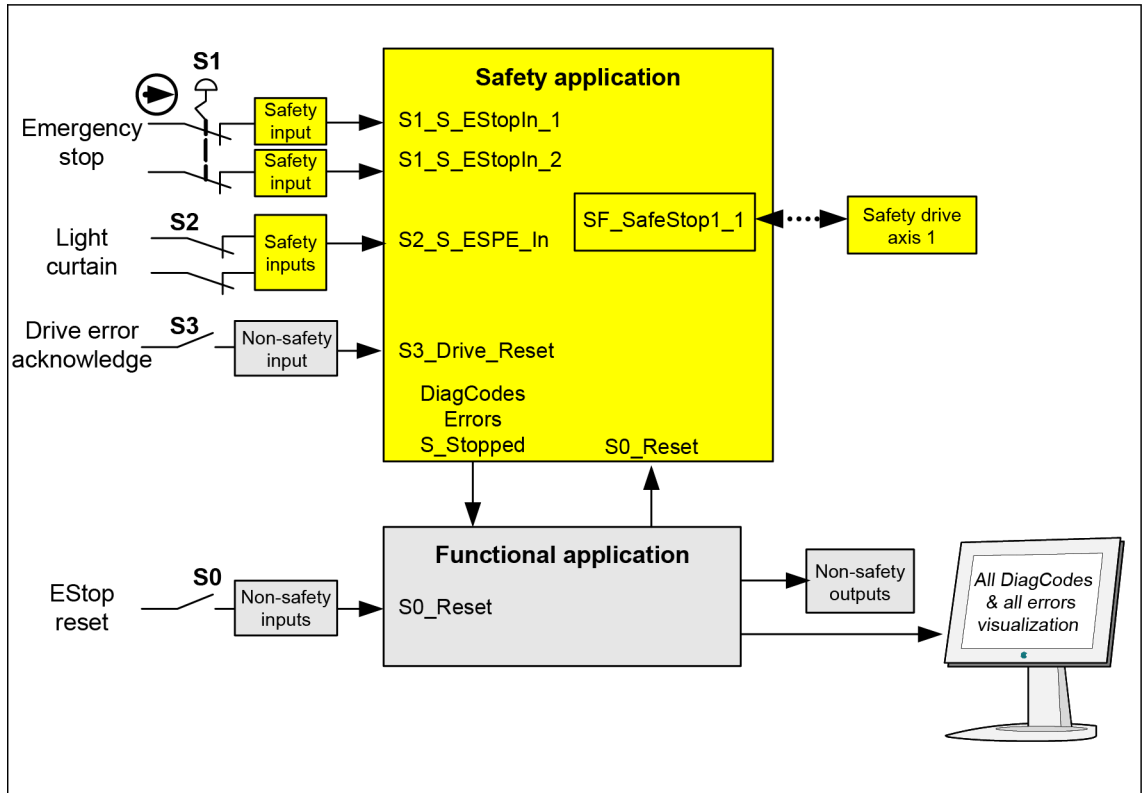 S1
Emergency
stop
Safety
input
Safety
input
S2
Light
curtain
Safety
inputs
Drive error
acknowledge
S3
Non-safety
input
Safety application
S1_S_EStopIn_1
S1_S_EStopIn_2
SF_SafeStop1_1
Safety drive
axis 1
S2_S_ESPE_In
S3_Drive_Reset
DiagCodes
Errors
S_Stopped
S0_Reset
EStop
reset
S0
Non-safety
inputs
Functional application
S0_Reset
Non-safety
outputs
All DiagCodes
& all errors
visualization